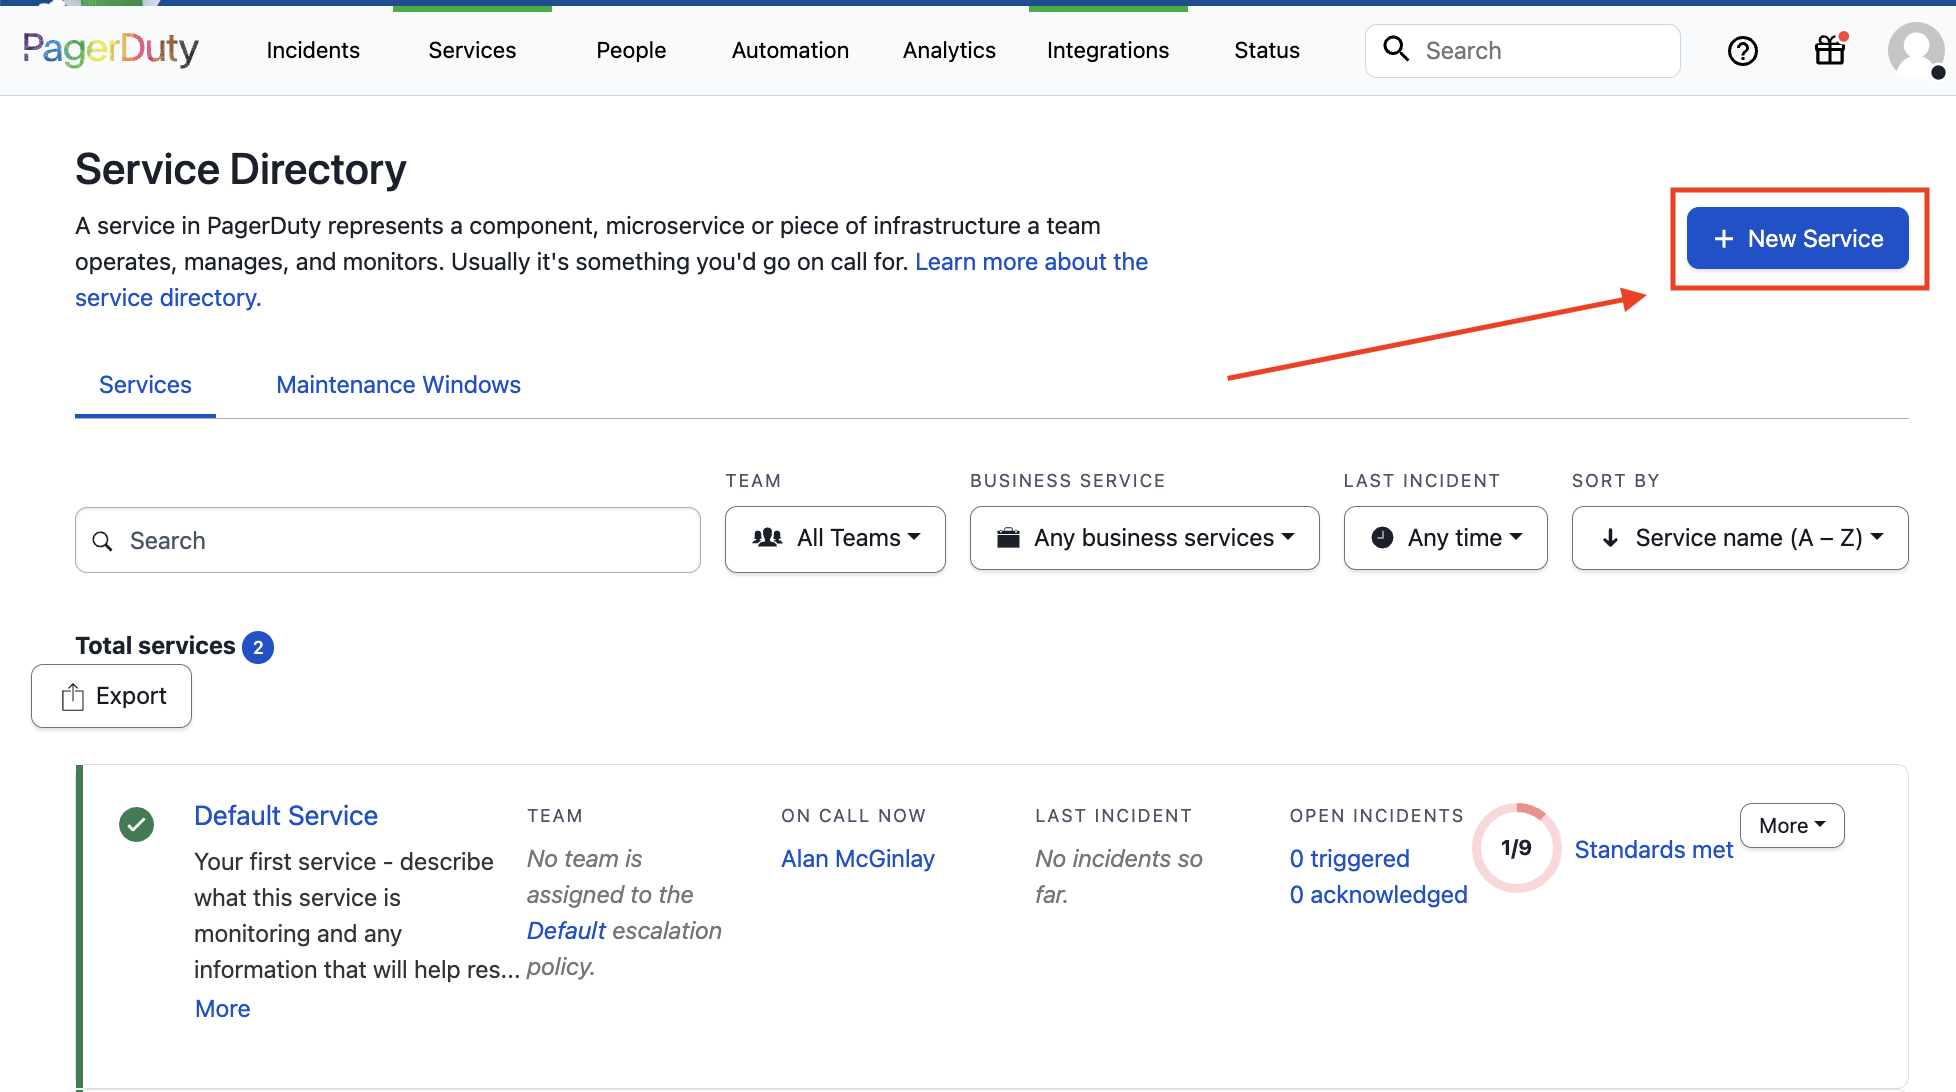 PagerDuty Incidents Services People Automation Analytics Integrations Status Search
Service Directory
A service in PagerDuty represents a component, microservice or piece of infrastructure a team
operates, manages, and monitors. Usually it's something you'd go on call for. Learn more about the
service directory.
+ New Service
Services Maintenance Windows
TEAM BUSINESS SERVICE LAST INCIDENT SORT BY
Search All Teams Any business services Any time Service name (A – Z)
Total services 2
Export
Default Service
Your first service - describe
what this service is
monitoring and any
information that will help res...
More
TEAM
No team is
assigned to the
Default escalation
policy.
ON CALL NOW
Alan McGinlay
LAST INCIDENT
No incidents so
far.
OPEN INCIDENTS
0 triggered
0 acknowledged
1/9
Standards met
More